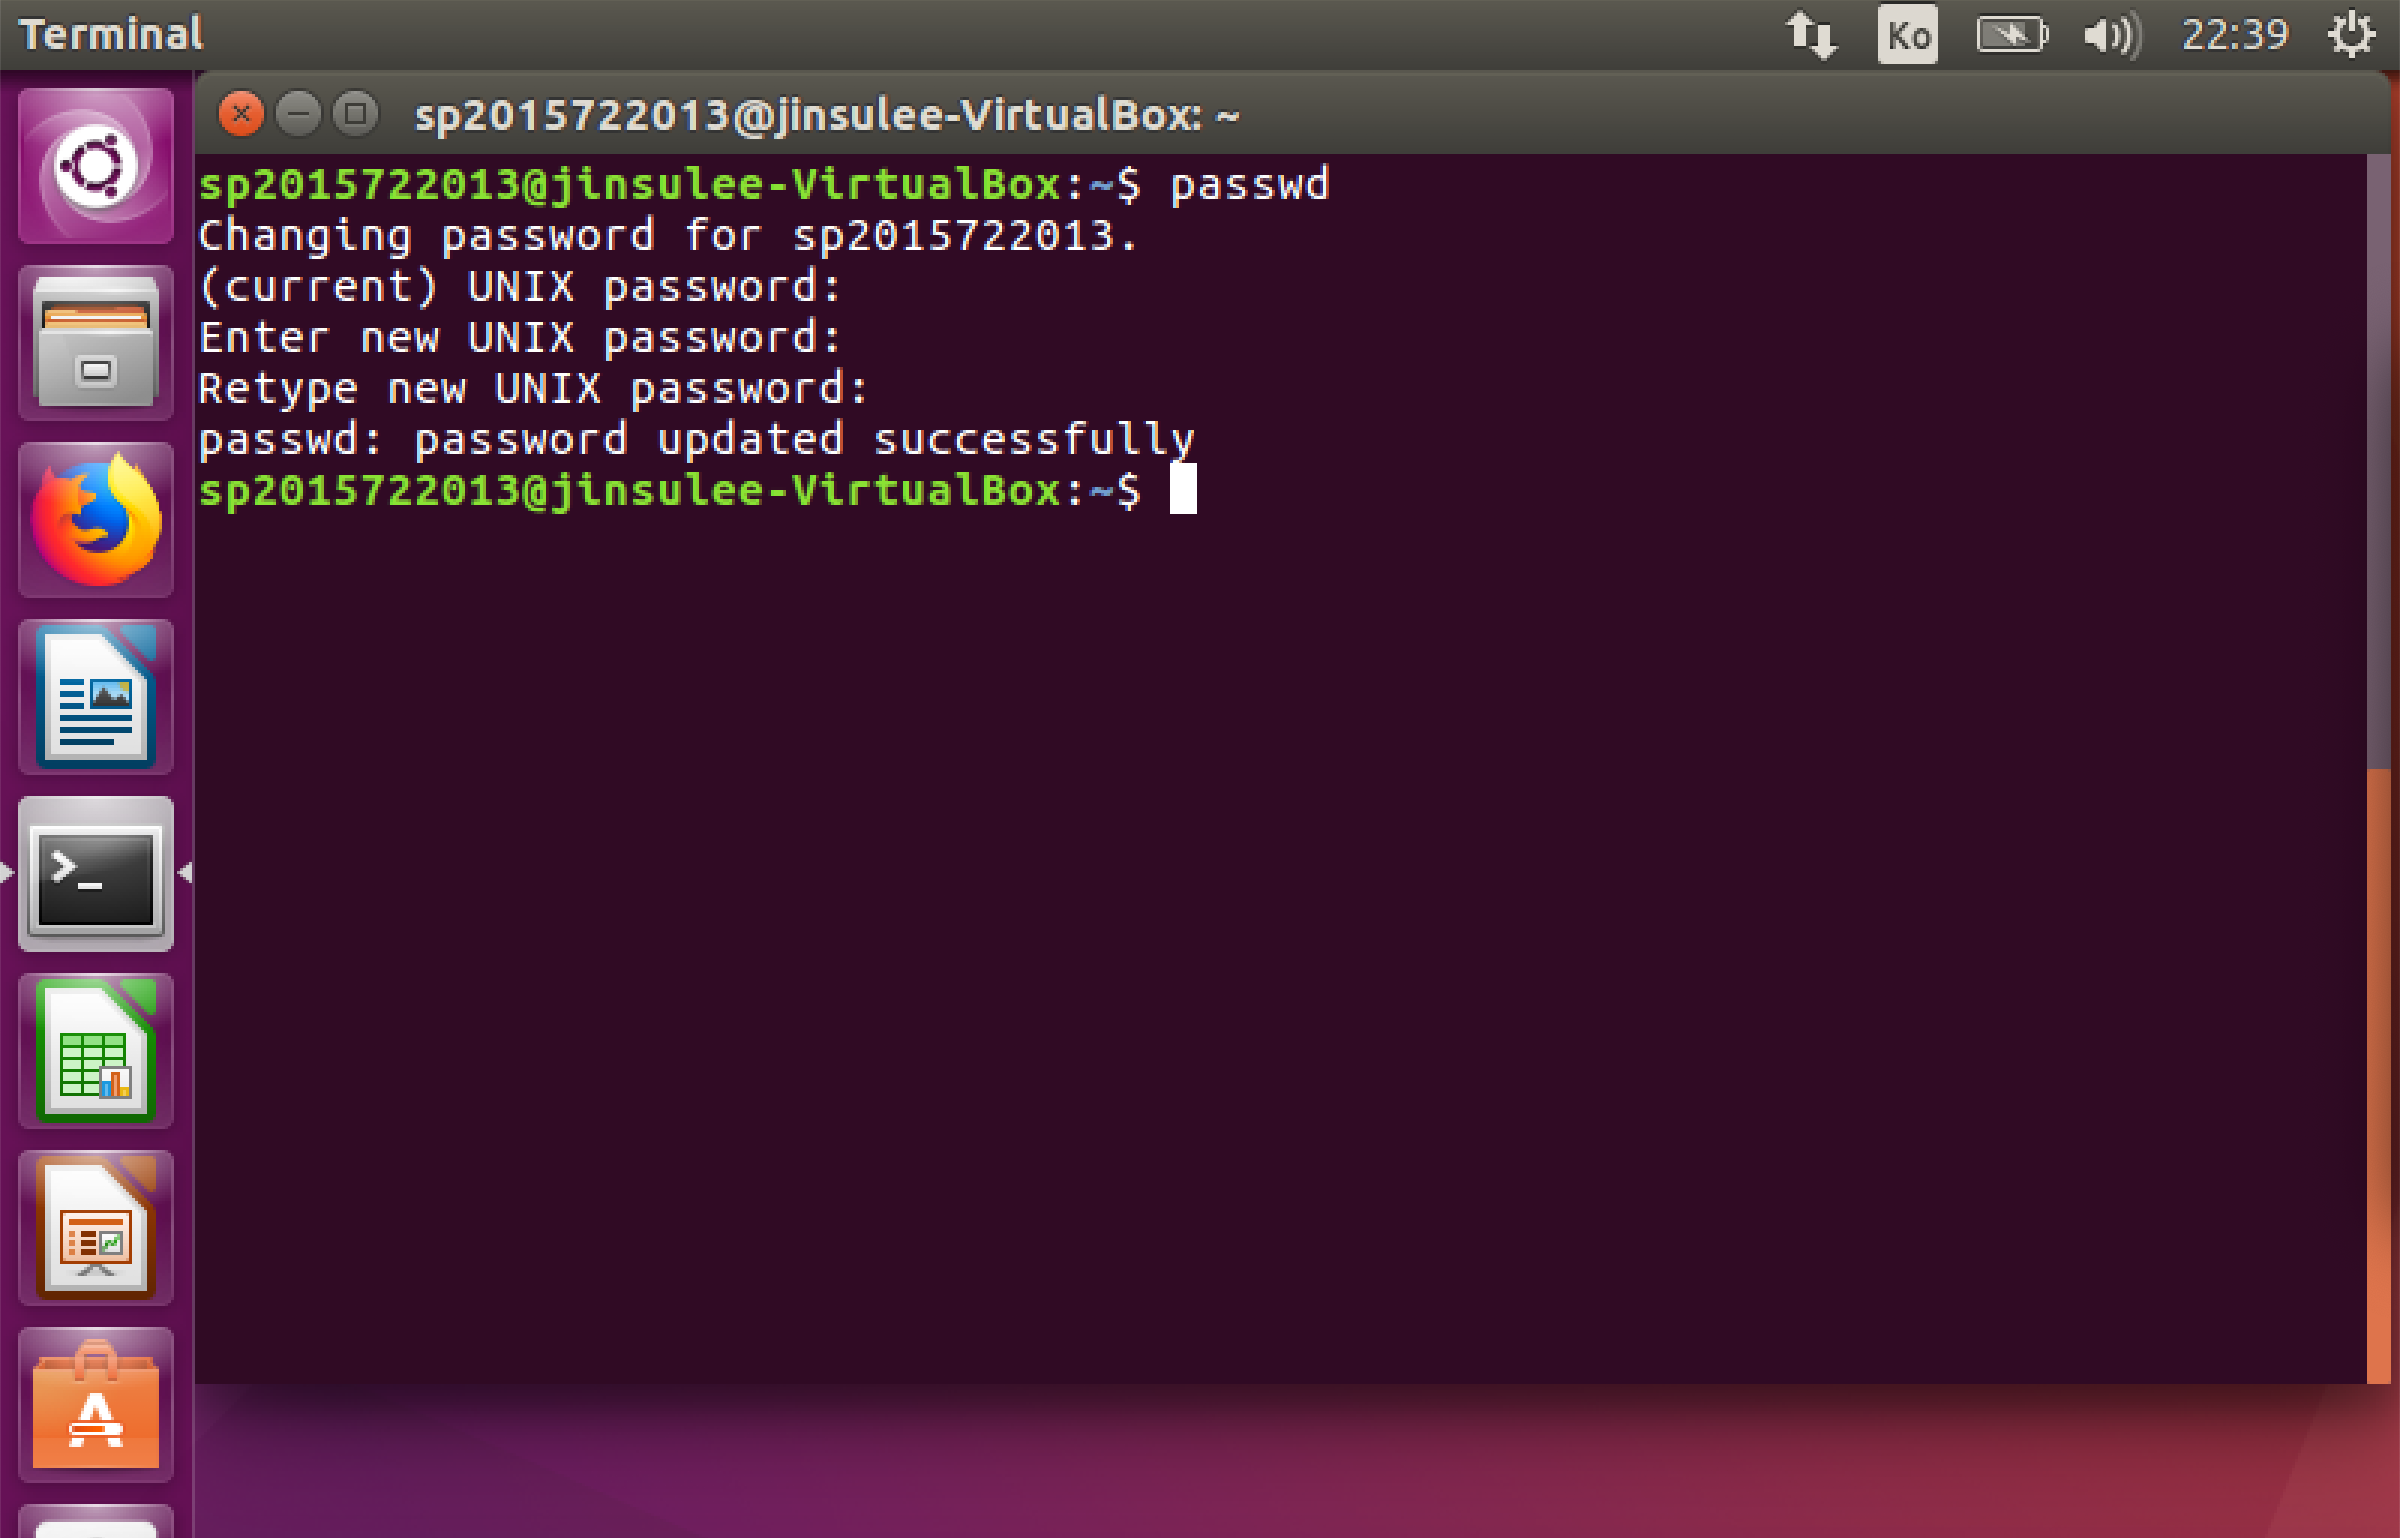 Terminal
Ko
22:39
sp2015722013@jinsulee-VirtualBox: ~
sp2015722013@jinsulee-VirtualBox:~$ passwd
Changing password for sp2015722013.
(current) UNIX password:
Enter new UNIX password:
Retype new UNIX password:
passwd: password updated successfully
sp2015722013@jinsulee-VirtualBox:~$